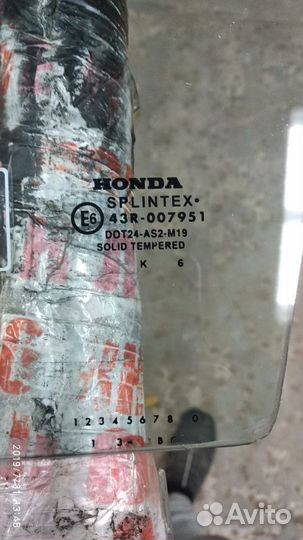 HONDA
SPLINTEX•
E6 43R-007951
DOT24-AS2-M19
SOLID TEMPERED
K 6
1 2 3 4 5 6 7 8 0
Avito